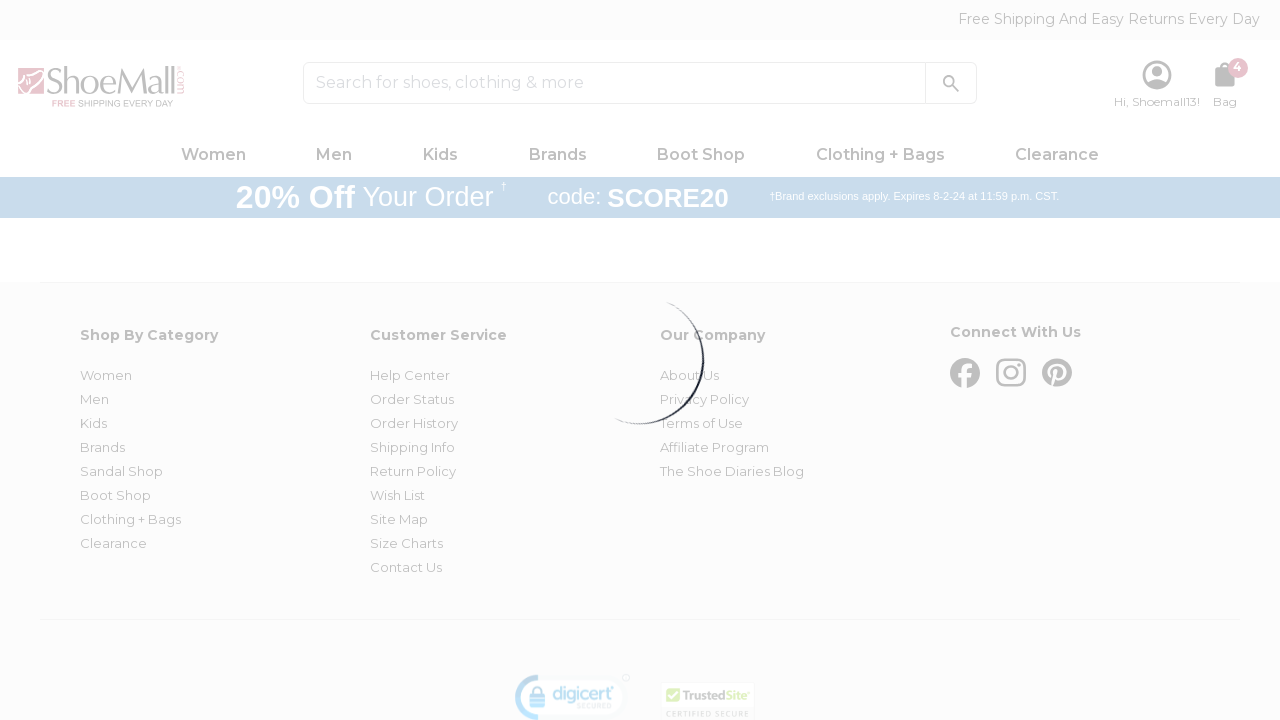 Free Shipping And Easy Returns Every Day
ShoeMall.com
FREE SHIPPING EVERY DAY
Search for shoes, clothing & more
4
Hi, Shoemall13!
Bag
Women Men Kids Brands Boot Shop Clothing + Bags Clearance
20% Off Your Order † code: SCORE20 †Brand exclusions apply. Expires 8-2-24 at 11:59 p.m. CST.
Shop By Category
Women
Men
Kids
Brands
Sandal Shop
Boot Shop
Clothing + Bags
Clearance
Customer Service
Help Center
Order Status
Order History
Shipping Info
Return Policy
Wish List
Site Map
Size Charts
Contact Us
Our Company
About Us
Privacy Policy
Terms of Use
Affiliate Program
The Shoe Diaries Blog
Connect With Us
digicert
SECURED
TrustedSite
CERTIFIED SECURE